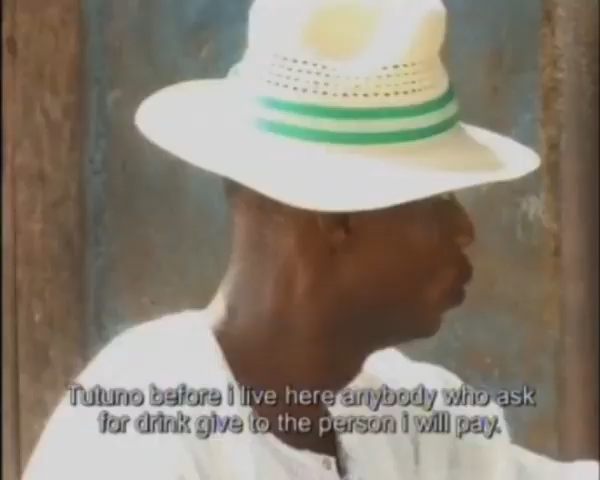 Tutuno before i live here anybody who ask
for drink give to the person i will pay.